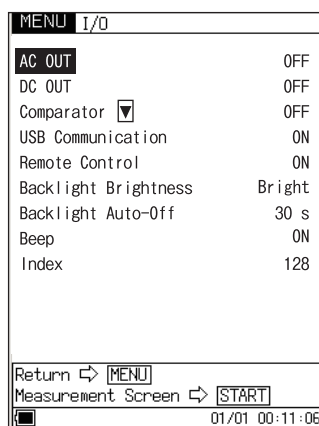 MENU I/O
AC OUT OFF
DC OUT OFF
Comparator ▼ OFF
USB Communication ON
Remote Control ON
Backlight Brightness Bright
Backlight Auto-Off 30 s
Beep ON
Index 128
Return ⇨ MENU
Measurement Screen ⇨ START
01/01 00:11:06